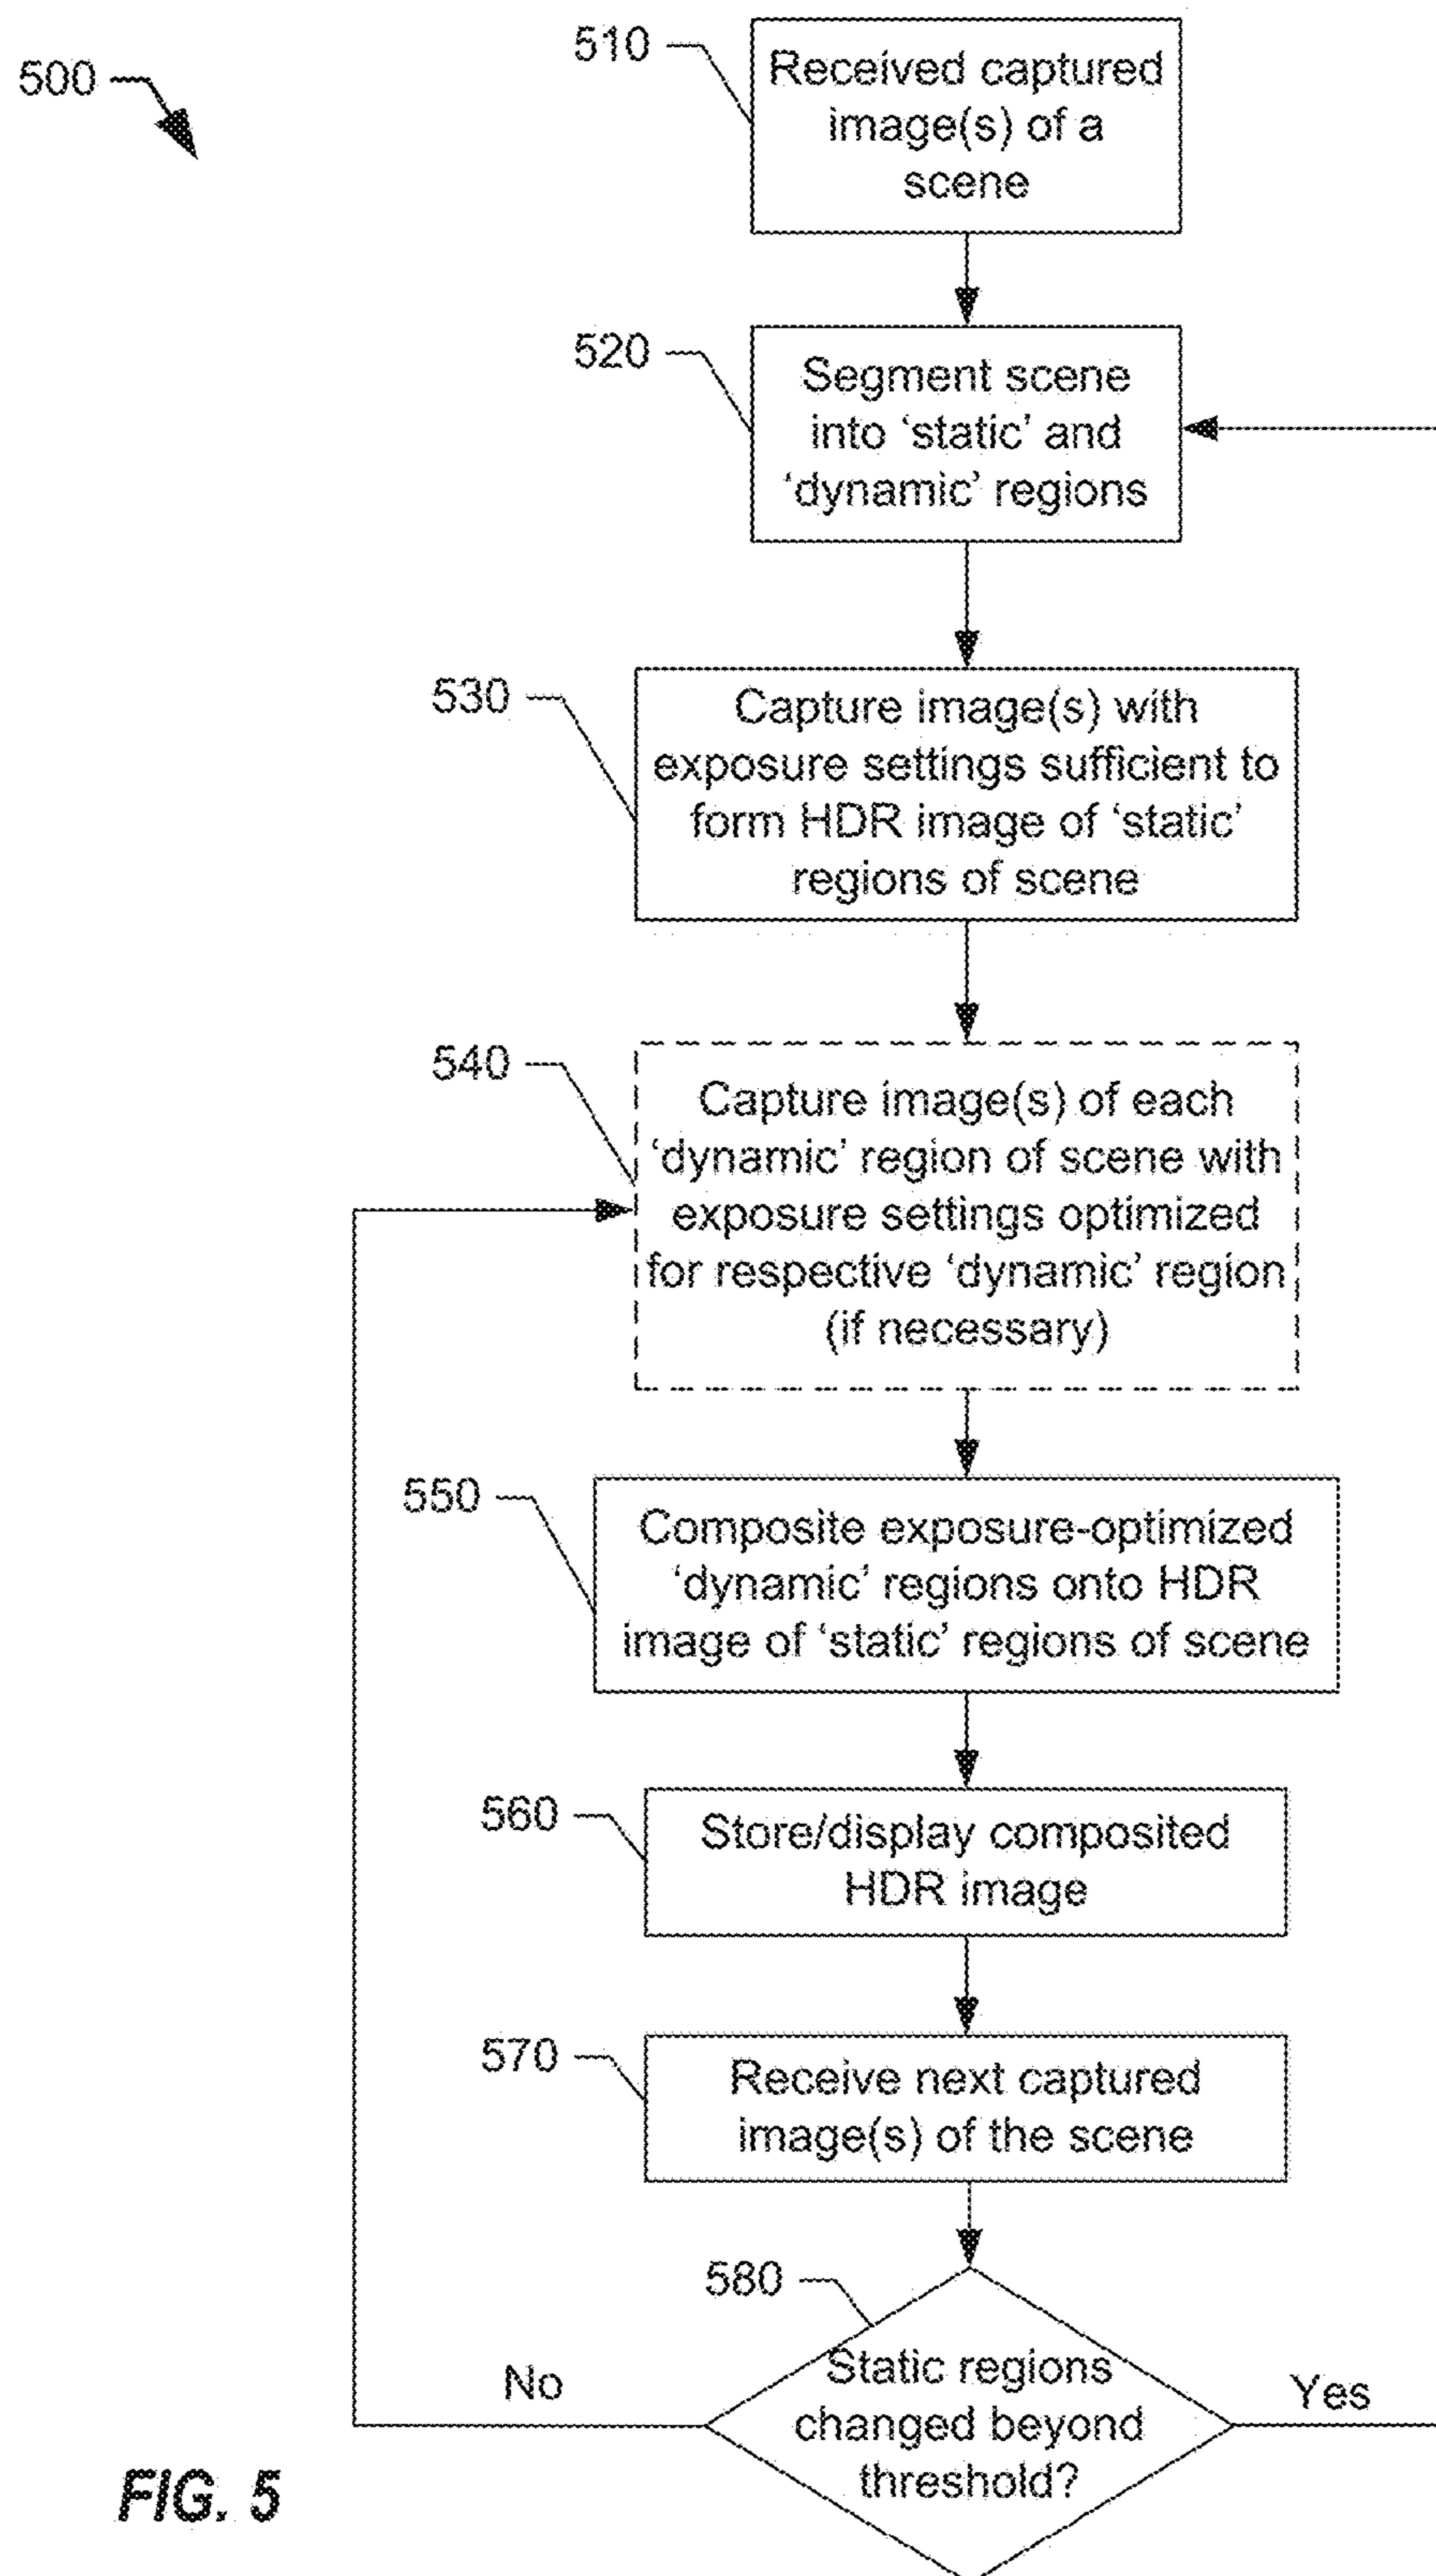 500
510
Received captured
image(s) of a
scene
520
Segment scene
into ‘static’ and
‘dynamic’ regions
530
Capture image(s) with
exposure settings sufficient to
form HDR image of ‘static’
regions of scene
540
Capture image(s) of each
‘dynamic’ region of scene with
exposure settings optimized
for respective ‘dynamic’ region
(if necessary)
550
Composite exposure-optimized
‘dynamic’ regions onto HDR
image of ‘static’ regions of scene
560
Store/display composited
HDR image
570
Receive next captured
image(s) of the scene
580
Static regions
changed beyond
threshold?
No
Yes
FIG. 5